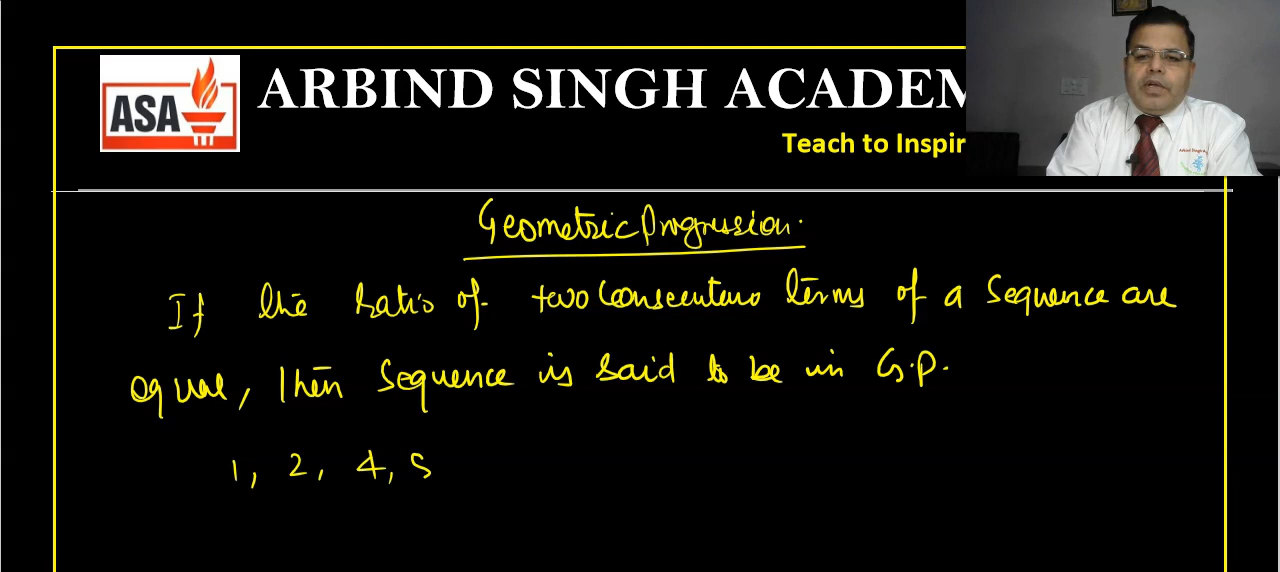 ASA
ARBIND SINGH ACADEM
Teach to Inspir
Geometric Progression.
If the ratio of two Consecutive terms of a Sequence are
equal, then Sequence is said to be in G.P.
1, 2, 4,